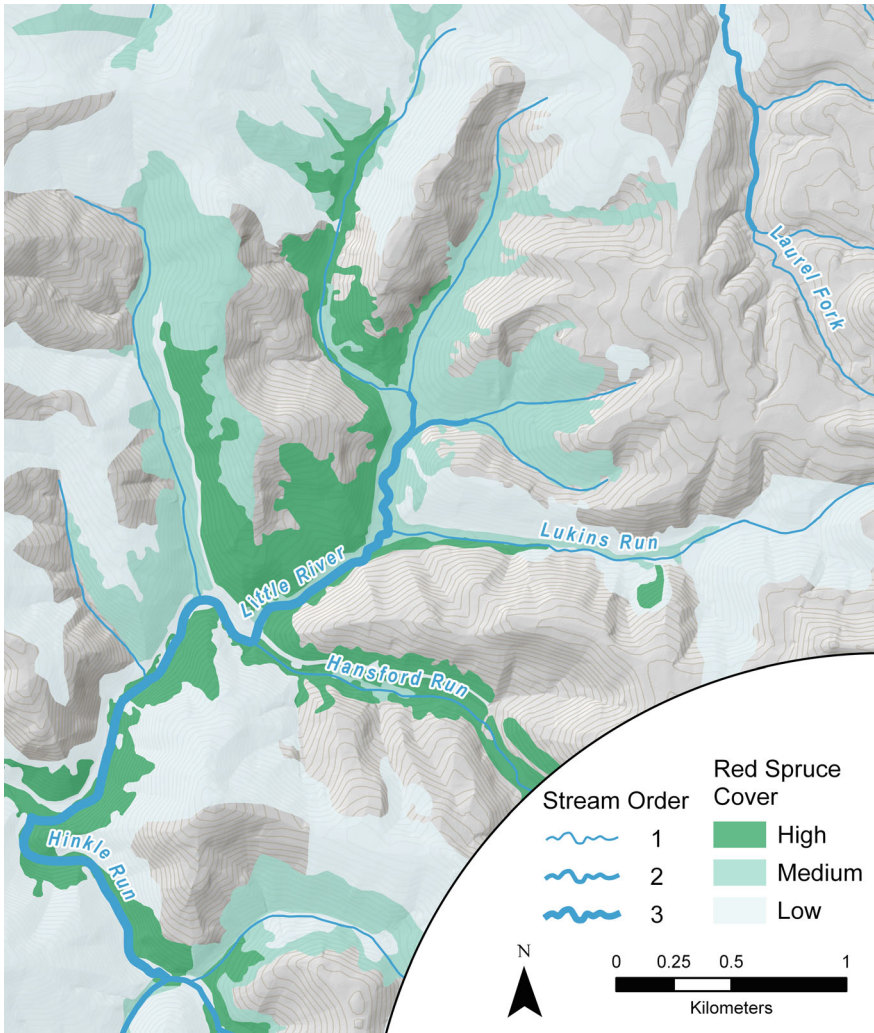 Laurel Fork
Lukins Run
Little River
Hansford Run
Hinkle Run
Stream Order
1
2
3
Red Spruce
Cover
High
Medium
Low
N
0 0.25 0.5 1
Kilometers